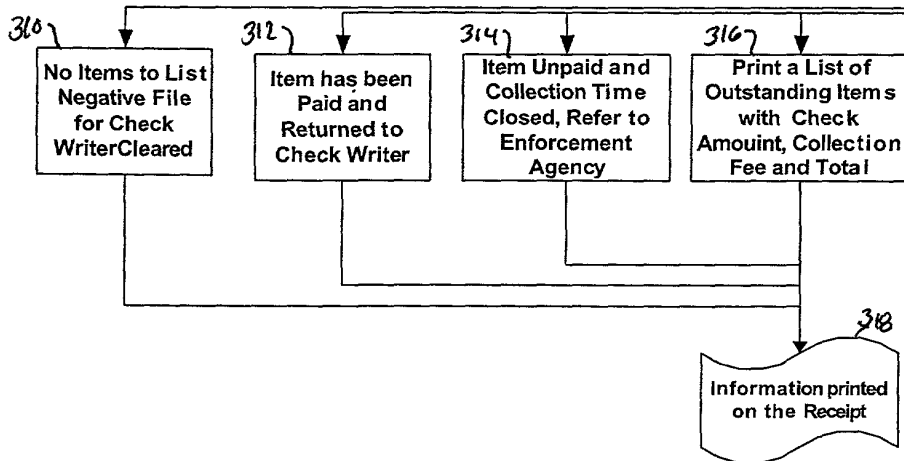 310
No Items to List
Negative File
for Check
WriterCleared
312
Item has been
Paid and
Returned to
Check Writer
314
Item Unpaid and
Collection Time
Closed, Refer to
Enforcement
Agency
316
Print a List of
Outstanding Items
with Check
Amouint, Collection
Fee and Total
318
Information printed
on the Receipt